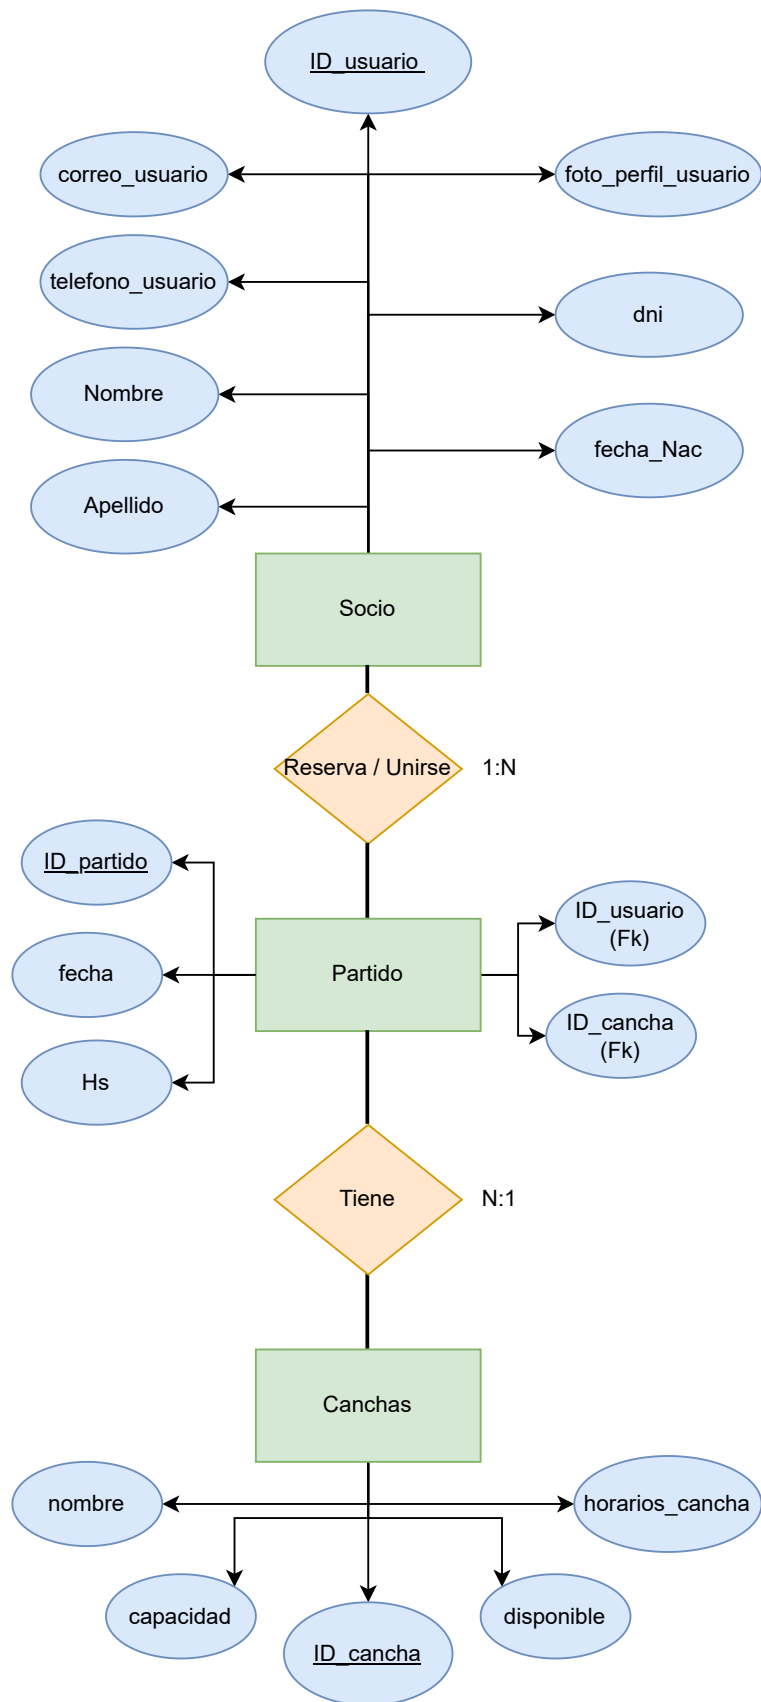 ID_usuario
correo_usuario
foto_perfil_usuario
telefono_usuario
dni
Nombre
fecha_Nac
Apellido
Socio
Reserva / Unirse
1:N
ID_partido
ID_usuario
(Fk)
fecha
Partido
ID_cancha
(Fk)
Hs
Tiene
N:1
Canchas
nombre
horarios_cancha
capacidad
disponible
ID_cancha